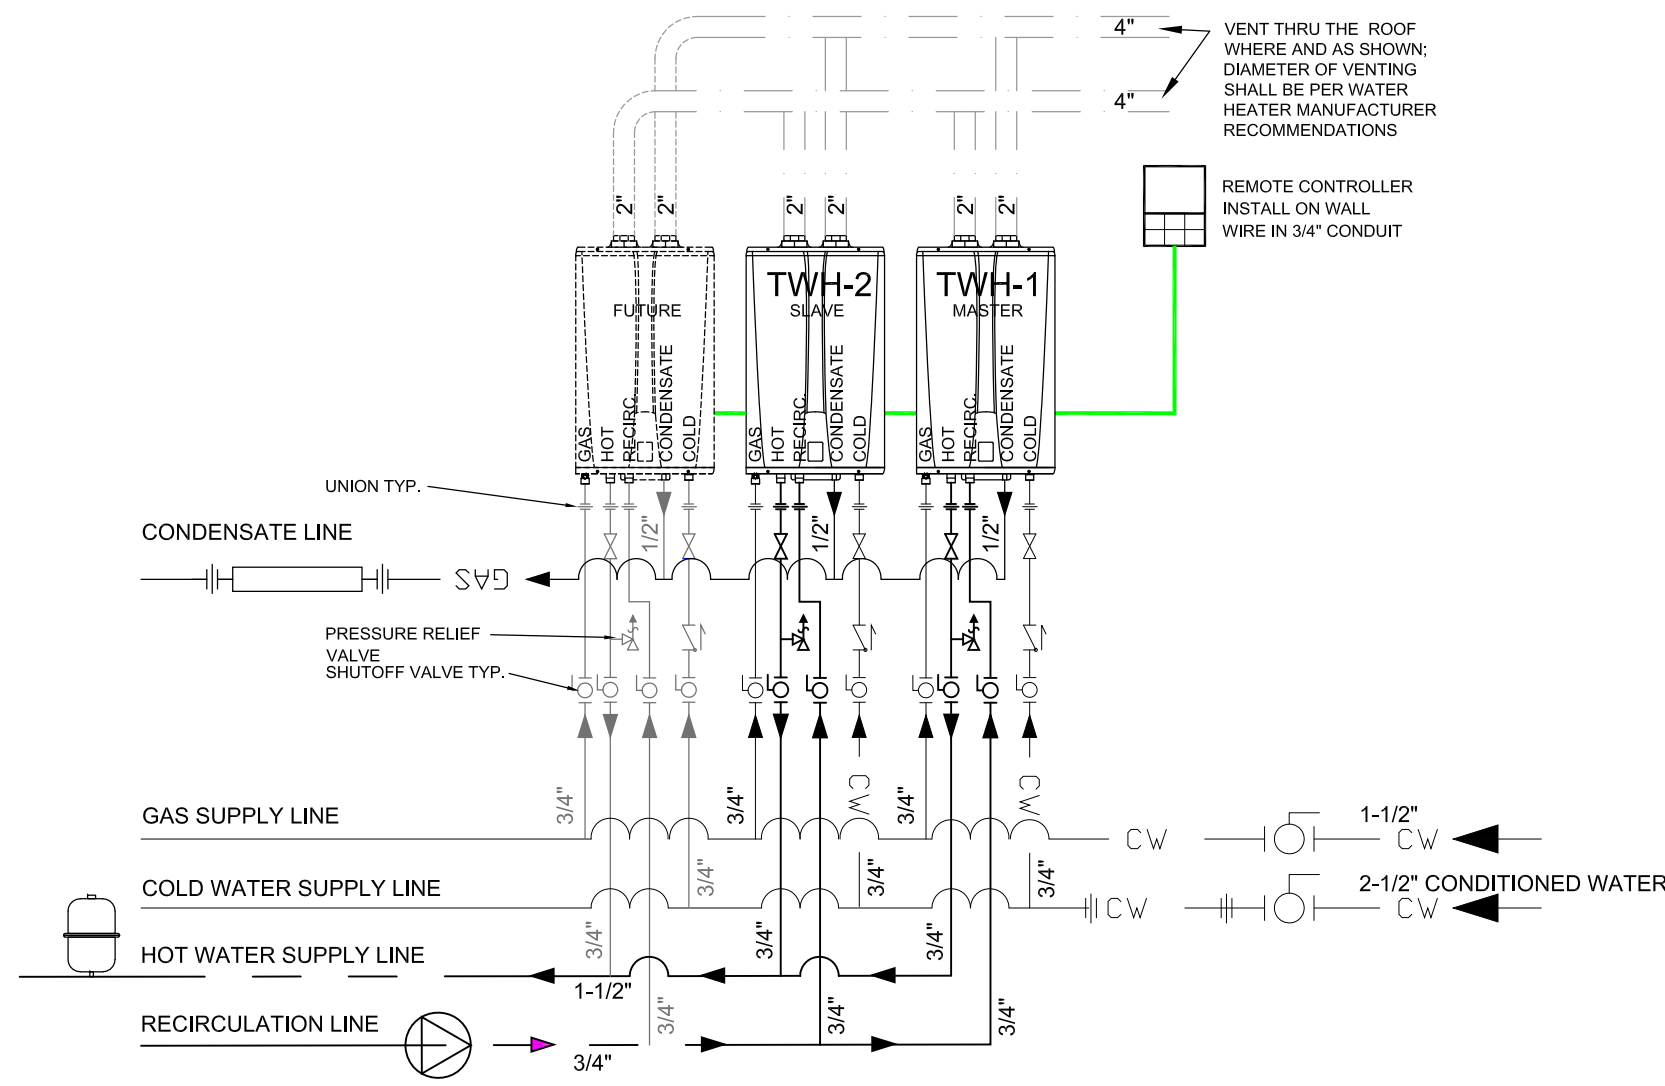 4"
VENT THRU THE ROOF
WHERE AND AS SHOWN;
DIAMETER OF VENTING
SHALL BE PER WATER
HEATER MANUFACTURER
RECOMMENDATIONS
4"
REMOTE CONTROLLER
INSTALL ON WALL
WIRE IN 3/4" CONDUIT
2"
2"
2"
2"
2"
2"
FUTURE
TWH-2
SLAVE
TWH-1
MASTER
GAS
HOT
RECIRC.
CONDENSATE
COLD
GAS
HOT
RECIRC.
CONDENSATE
COLD
GAS
HOT
RECIRC.
CONDENSATE
COLD
UNION TYP.
CONDENSATE LINE
1/2"
1/2"
1/2"
GAS
PRESSURE RELIEF
VALVE
SHUTOFF VALVE TYP.
3/4"
3/4"
CW
3/4"
CW
GAS SUPPLY LINE
CW
1-1/2"
CW
COLD WATER SUPPLY LINE
3/4"
3/4"
3/4"
CW
2-1/2" CONDITIONED WATER
CW
HOT WATER SUPPLY LINE
3/4"
3/4"
3/4"
1-1/2"
RECIRCULATION LINE
3/4"
3/4"
3/4"
3/4"